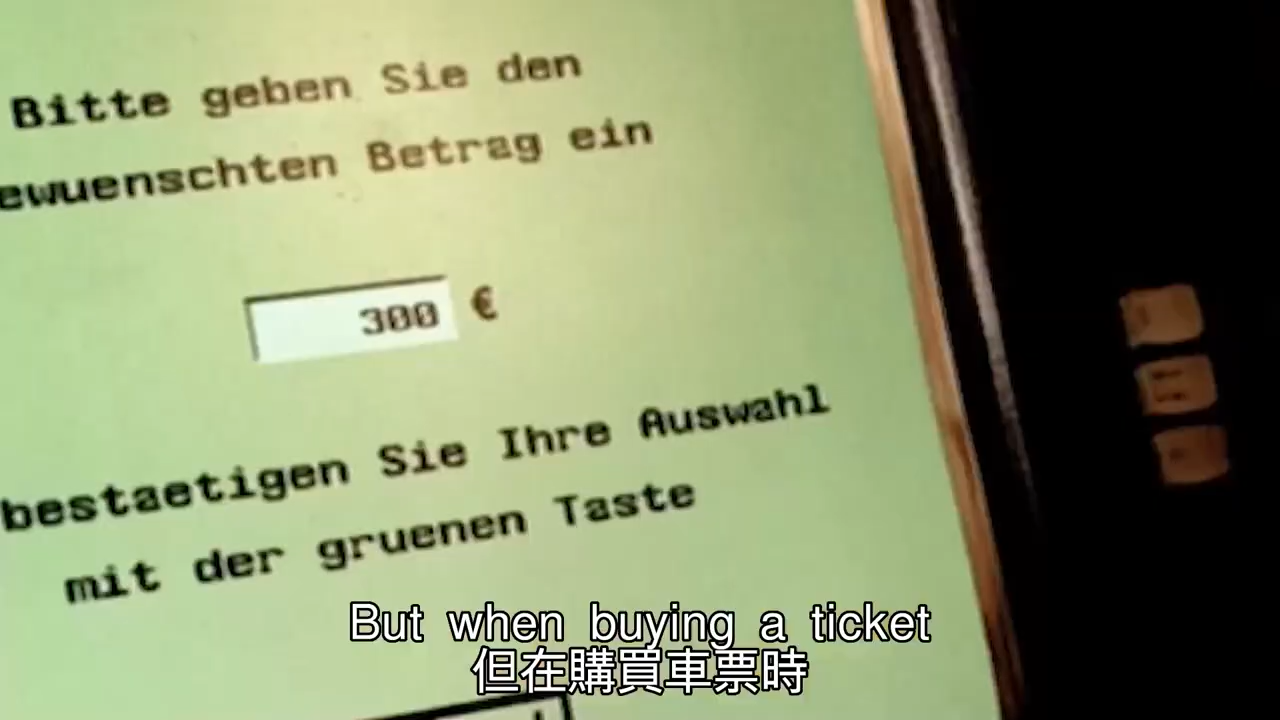 Bitte geben Sie den
ewuenschten Betrag ein
300 €
bestaetigen Sie Ihre Auswahl
mit der gruenen Taste
But when buying a ticket
但在購買車票時